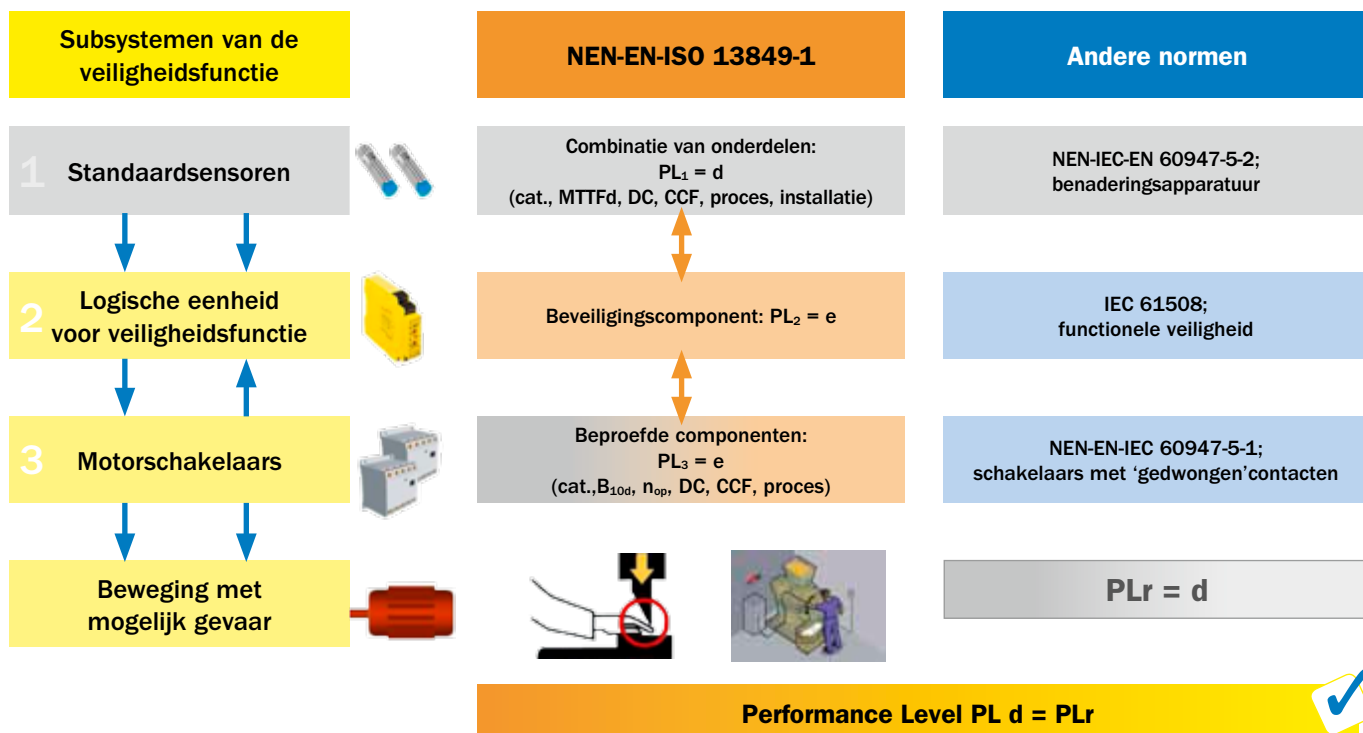 Subsystemen van de
veiligheidsfunctie
NEN-EN-ISO 13849-1
Andere normen
1
Standaardsensoren
Combinatie van onderdelen:
PL₁ = d
(cat., MTTFd, DC, CCF, proces, installatie)
NEN-IEC-EN 60947-5-2;
benaderingsapparatuur
2
Logische eenheid
voor veiligheidsfunctie
Beveiligingscomponent: PL₂ = e
IEC 61508;
functionele veiligheid
3
Motorschakelaars
Beproefde componenten:
PL₃ = e
(cat.,B₁₀d, nₒₚ, DC, CCF, proces)
NEN-EN-IEC 60947-5-1;
schakelaars met ‘gedwongen’contacten
Beweging met
mogelijk gevaar
PLr = d
Performance Level PL d = PLr